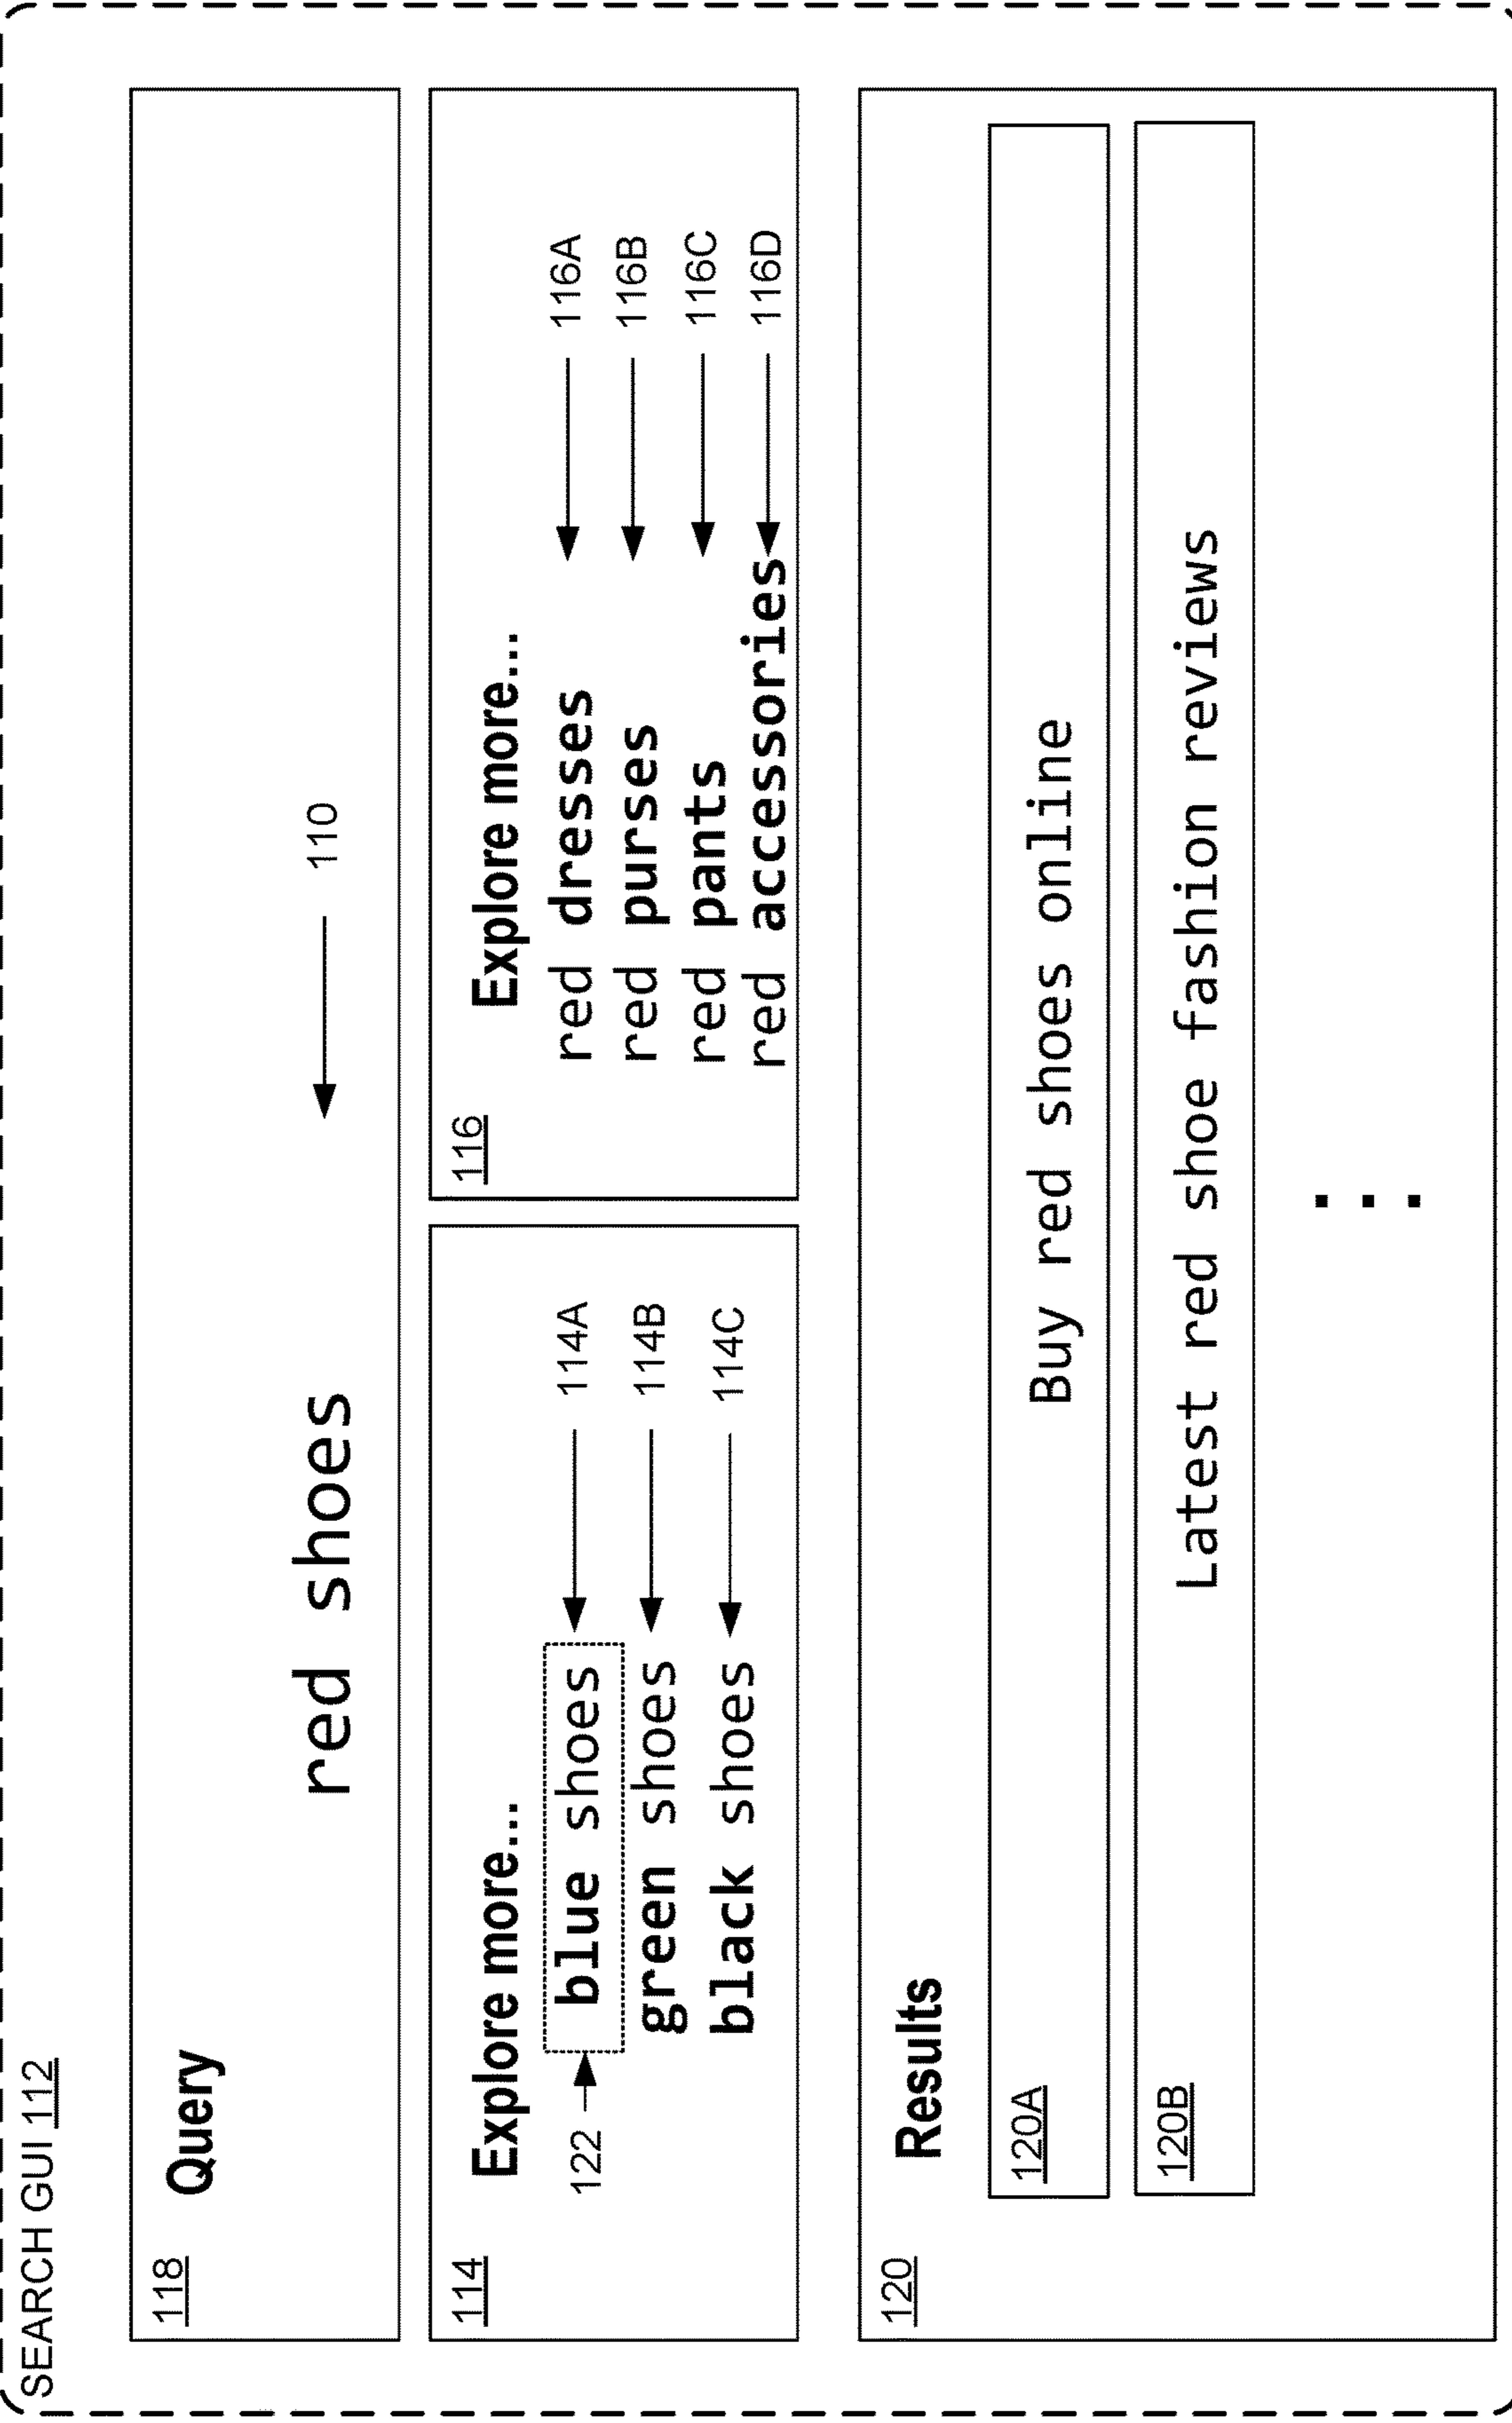 SEARCH GUI 112
118
Query
red shoes
110
114
Explore more...
122
blue shoes
114A
green shoes
114B
black shoes
114C
116
Explore more...
red dresses
116A
red purses
116B
red pants
116C
red accessories
116D
120
Results
120A
Buy red shoes online
120B
Latest red shoe fashion reviews
...